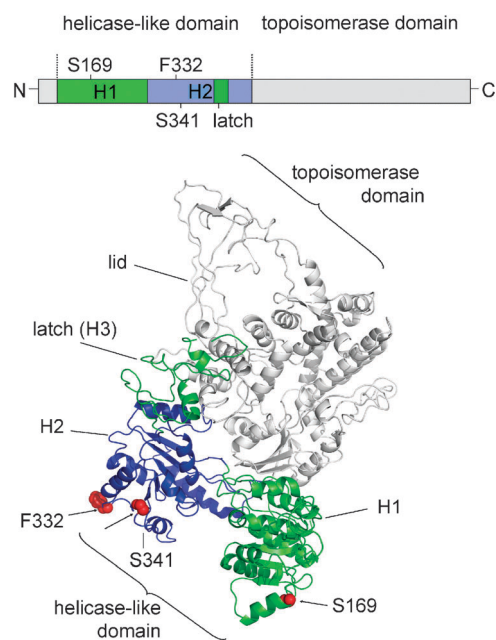 helicase-like domain topoisomerase domain
S169 F332
N H1 H2 C
S341 latch
topoisomerase
domain
lid
latch (H3)
H2
H1
F332
S341
S169
helicase-like
domain